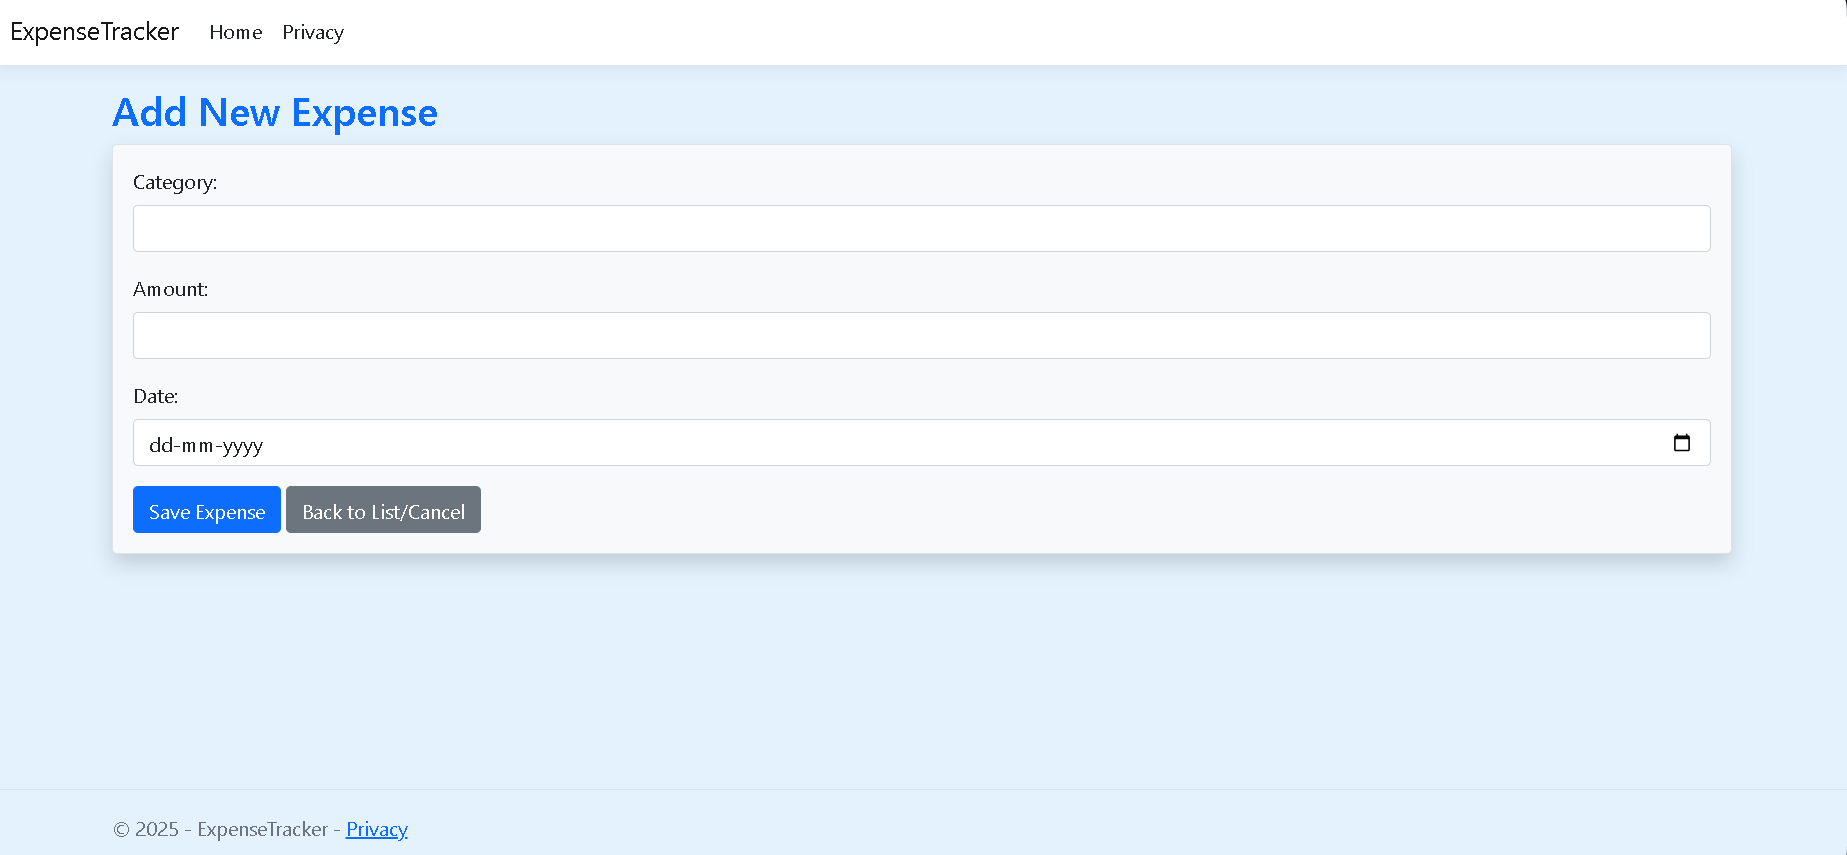 ExpenseTracker Home Privacy
Add New Expense
Category:
Amount:
Date:
dd-mm-yyyy
Save Expense Back to List/Cancel
© 2025 - ExpenseTracker - Privacy